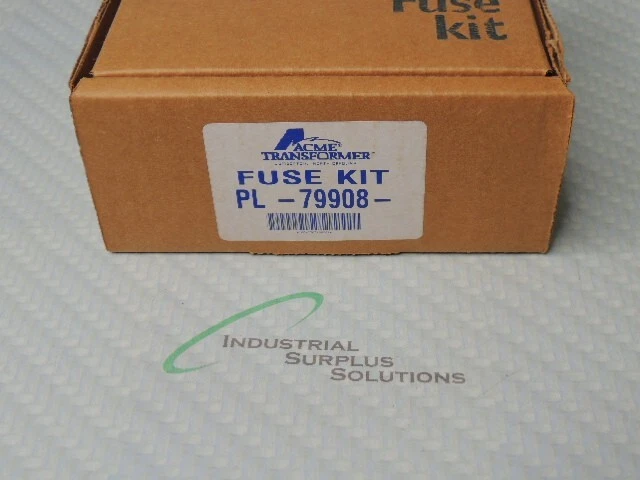 Fuse
kit
ACME
TRANSFORMER
FUSE KIT
PL -79908-
INDUSTRIAL
SURPLUS
SOLUTIONS